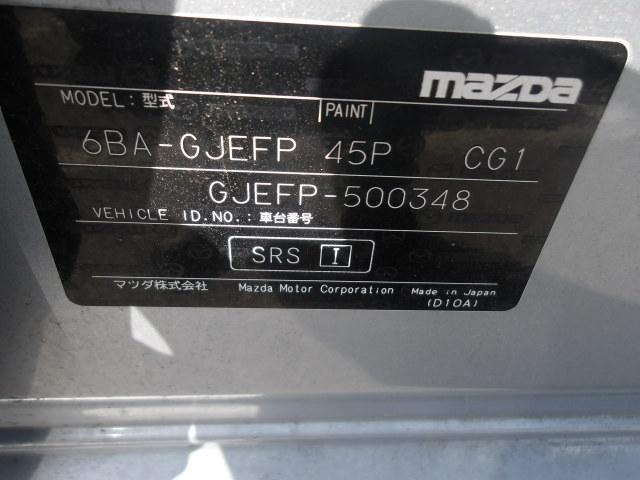 mazda
MODEL: 型式 PAINT
6BA-GJEFP 45P CG1
GJEFP-500348
VEHICLE ID.NO.: 車台番号
SRS I
マツダ株式会社 Mazda Motor Corporation Made in Japan
(D10A)